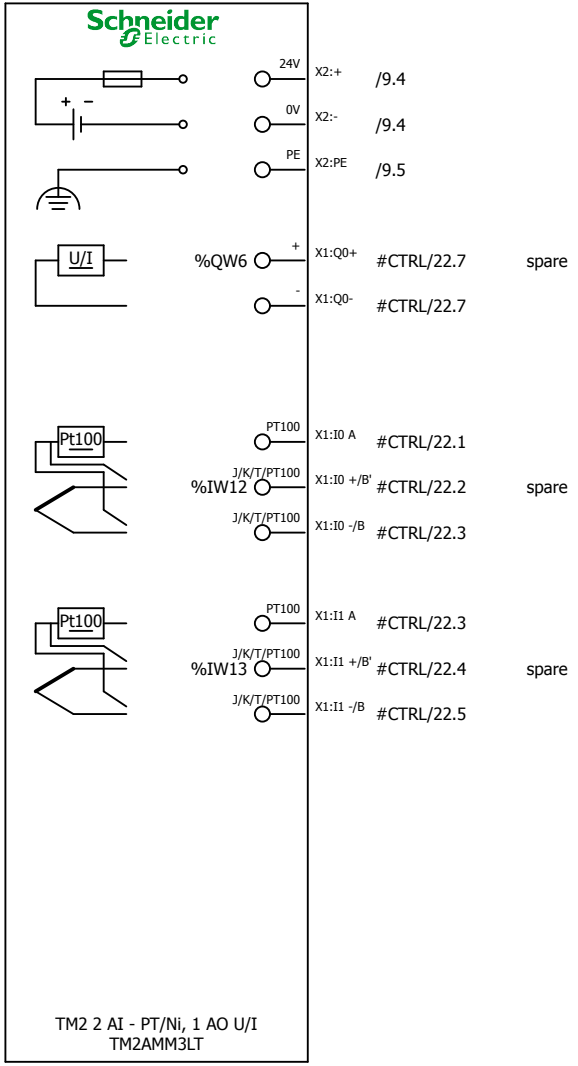 Schneider
Electric
24V X2:+ /9.4
+ -
0V X2:- /9.4
PE X2:PE /9.5
U/I %QW6 + X1:Q0+ #CTRL/22.7 spare
- X1:Q0- #CTRL/22.7
Pt100 PT100 X1:I0 A #CTRL/22.1
%IW12 J/K/T/PT100 X1:I0 +/B' #CTRL/22.2 spare
J/K/T/PT100 X1:I0 -/B #CTRL/22.3
Pt100 PT100 X1:I1 A #CTRL/22.3
%IW13 J/K/T/PT100 X1:I1 +/B' #CTRL/22.4 spare
J/K/T/PT100 X1:I1 -/B #CTRL/22.5
TM2 2 AI - PT/Ni, 1 AO U/I
TM2AMM3LT